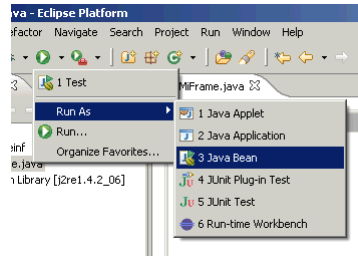 ava - Eclipse Platform
efactor Navigate Search Project Run Window Help
MiFrame.java
1 Test
Run As
Run...
Organize Favorites...
1 Java Applet
2 Java Application
3 Java Bean
4 JUnit Plug-in Test
5 JUnit Test
6 Run-time Workbench
einf
e.java
n Library [j2re1.4.2_06]